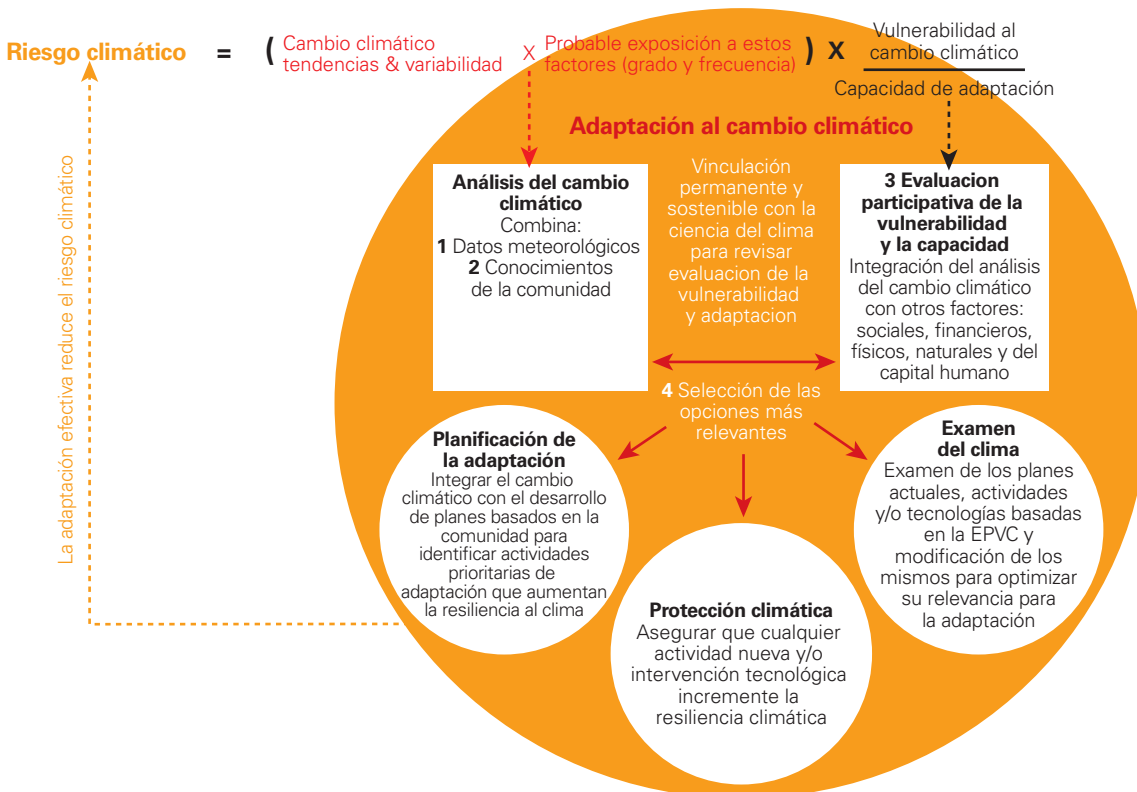 Riesgo climático = ( Cambio climático
tendencias & variabilidad X Probable exposición a estos
factores (grado y frecuencia) ) X Vulnerabilidad al
cambio climático
Capacidad de adaptación
La adaptación efectiva reduce el riesgo climático
Adaptación al cambio climático
Análisis del cambio
climático
Combina:
1 Datos meteorológicos
2 Conocimientos
de la comunidad
Vinculación
permanente y
sostenible con la
ciencia del clima
para revisar
evaluacion de la
vulnerabilidad
y adaptacion
3 Evaluacion
participativa de la
vulnerabilidad
y la capacidad
Integración del análisis
del cambio climático
con otros factores:
sociales, financieros,
físicos, naturales y del
capital humano
4 Selección de las
opciones más
relevantes
Planificación de
la adaptación
Integrar el cambio
climático con el desarrollo
de planes basados en la
comunidad para
identificar actividades
prioritarias de
adaptación que aumentan
la resiliencia al clima
Protección climática
Asegurar que cualquier
actividad nueva y/o
intervención tecnológica
incremente la
resiliencia climática
Examen
del clima
Examen de los planes
actuales, actividades
y/o tecnologías basadas
en la EPVC y
modificación de los
mismos para optimizar
su relevancia para
la adaptación